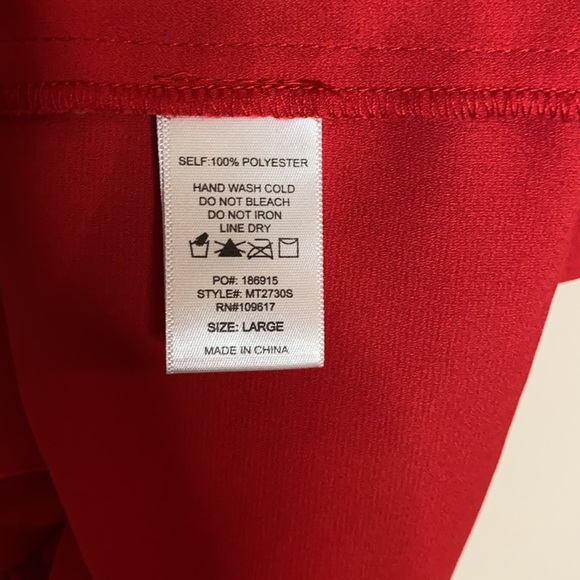 SELF:100% POLYESTER
HAND WASH COLD
DO NOT BLEACH
DO NOT IRON
LINE DRY
PO#: 186915
STYLE#: MT2730S
RN#109617
SIZE: LARGE
MADE IN CHINA